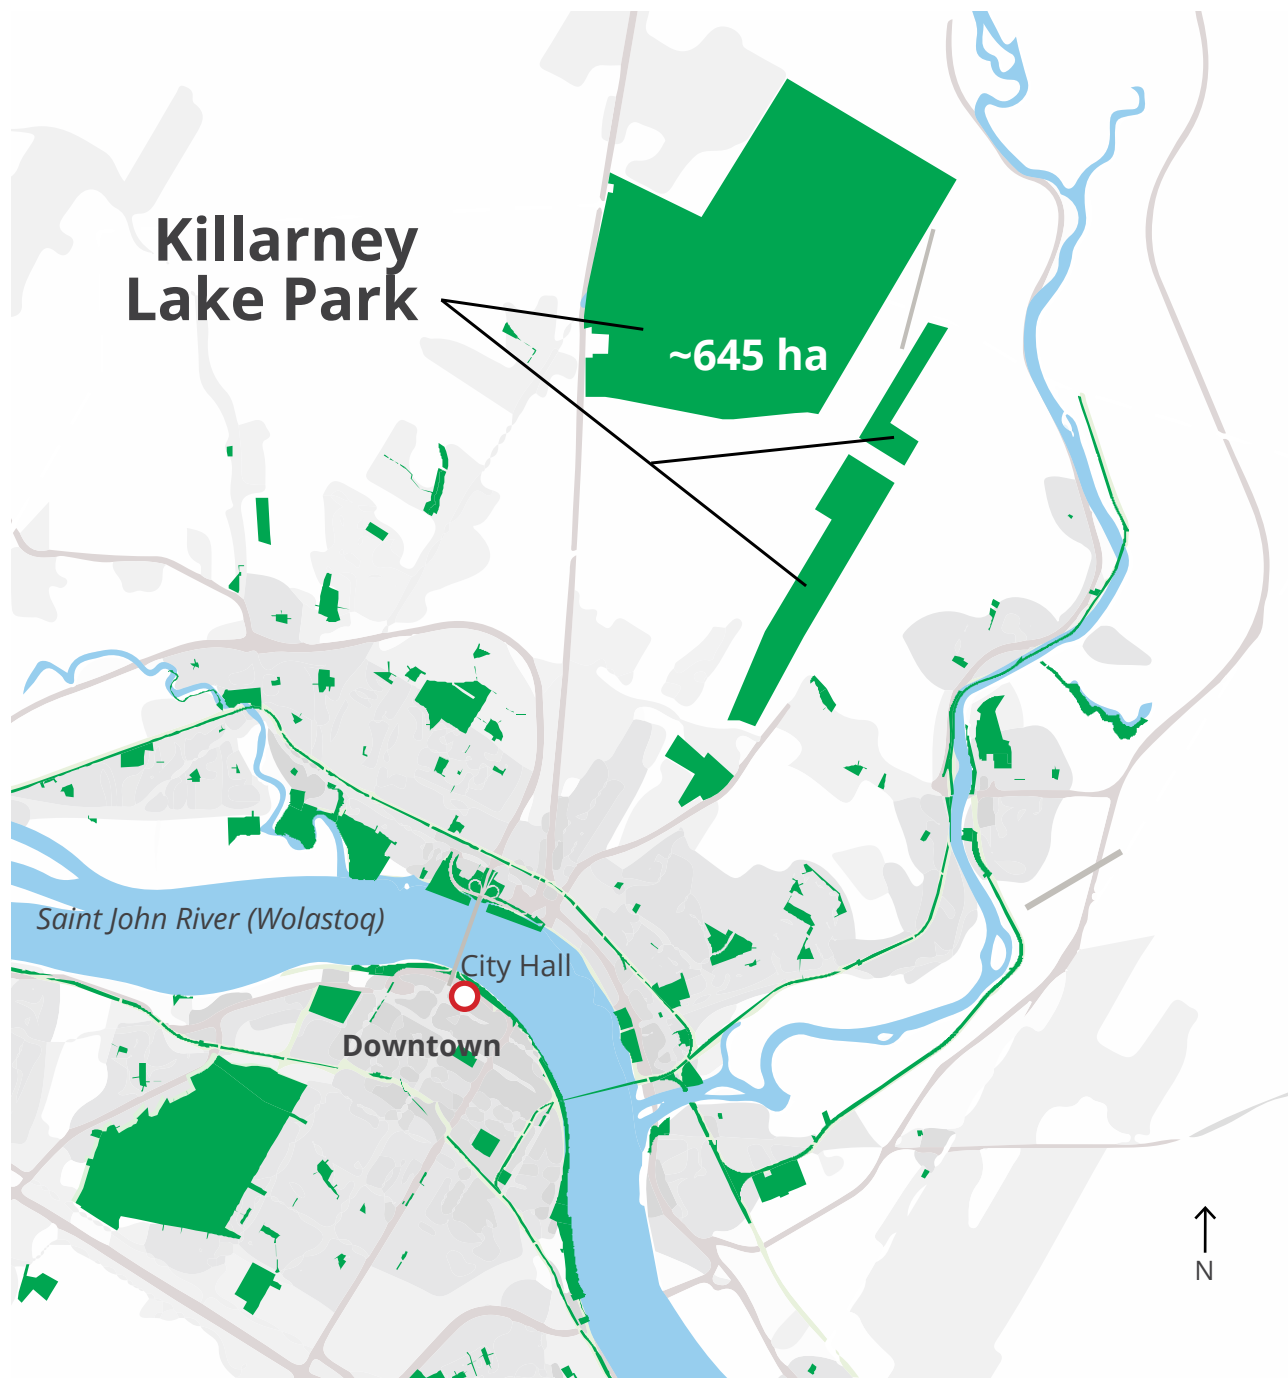 Killarney
Lake Park
~645 ha
Saint John River (Wolastoq)
City Hall
Downtown
N